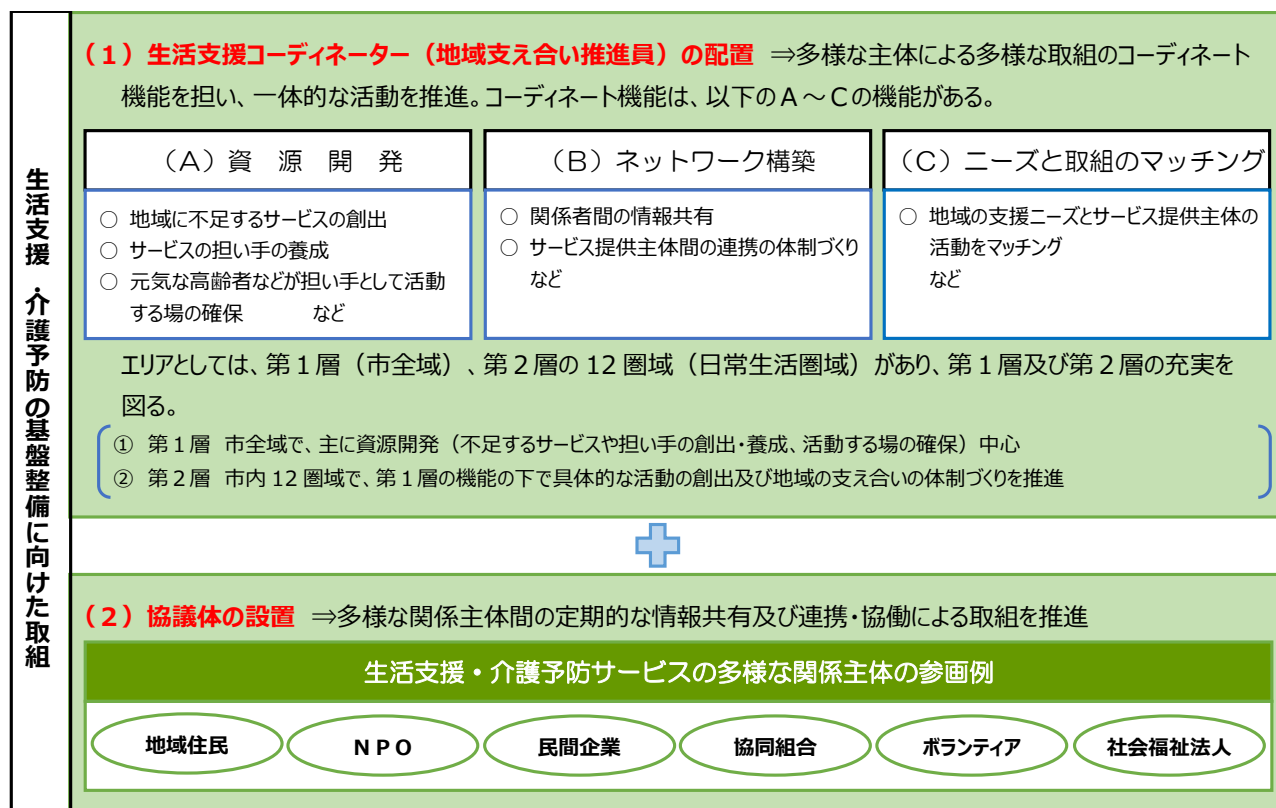 生活支援・介護予防の基盤整備に向けた取組
（１）生活支援コーディネーター（地域支え合い推進員）の配置 ⇒多様な主体による多様な取組のコーディネート
機能を担い、一体的な活動を推進。コーディネート機能は、以下のＡ～Ｃの機能がある。
（Ａ）資　源　開　発
○ 地域に不足するサービスの創出
○ サービスの担い手の養成
○ 元気な高齢者などが担い手として活動
する場の確保　　　など
（Ｂ）ネットワーク構築
○ 関係者間の情報共有
○ サービス提供主体間の連携の体制づくり
など
（Ｃ）ニーズと取組のマッチング
○ 地域の支援ニーズとサービス提供主体の
活動をマッチング
など
エリアとしては、第１層（市全域）、第２層の 12 圏域（日常生活圏域）があり、第１層及び第２層の充実を
図る。
① 第１層 市全域で、主に資源開発（不足するサービスや担い手の創出・養成、活動する場の確保）中心
② 第２層 市内 12 圏域で、第１層の機能の下で具体的な活動の創出及び地域の支え合いの体制づくりを推進
（２）協議体の設置 ⇒多様な関係主体間の定期的な情報共有及び連携・協働による取組を推進
生活支援・介護予防サービスの多様な関係主体の参画例
地域住民
ＮＰＯ
民間企業
協同組合
ボランティア
社会福祉法人